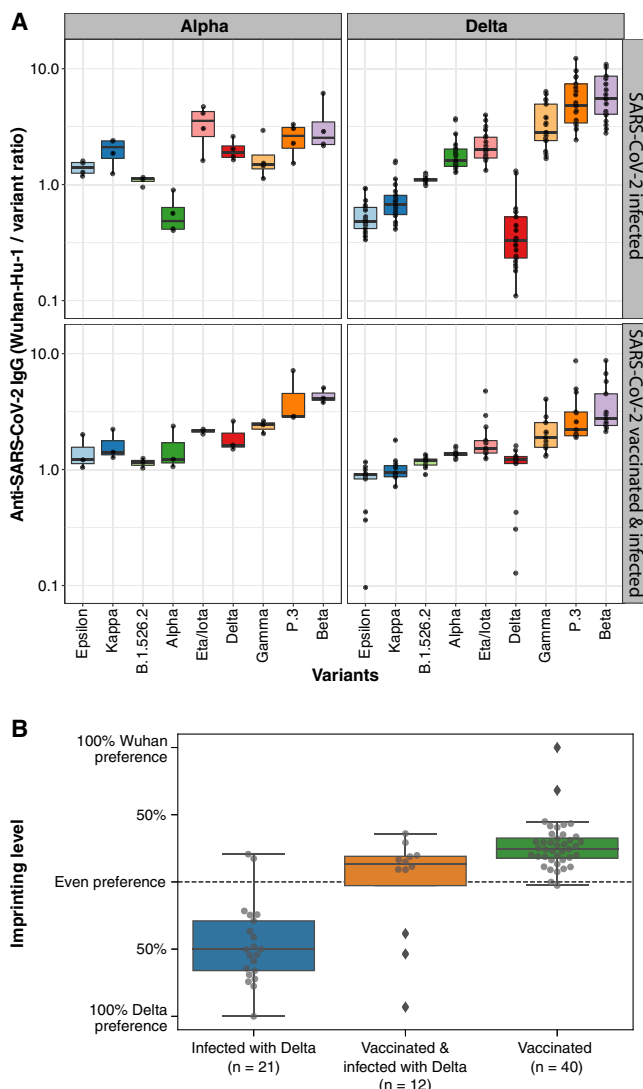 A
Alpha
Delta
Anti-SARS-CoV-2 IgG (Wuhan-Hu-1 / variant ratio)
10.0
1.0
0.1
SARS-CoV-2 infected
10.0
1.0
0.1
SARS-CoV-2 vaccinated & infected
Epsilon
Kappa
B.1.526.2
Alpha
Eta/Iota
Delta
Gamma
P.3
Beta
Epsilon
Kappa
B.1.526.2
Alpha
Eta/Iota
Delta
Gamma
P.3
Beta
Variants
B
Imprinting level
100% Wuhan
preference
50%
Even preference
50%
100% Delta
preference
Infected with Delta
(n = 21)
Vaccinated &
infected with Delta
(n = 12)
Vaccinated
(n = 40)